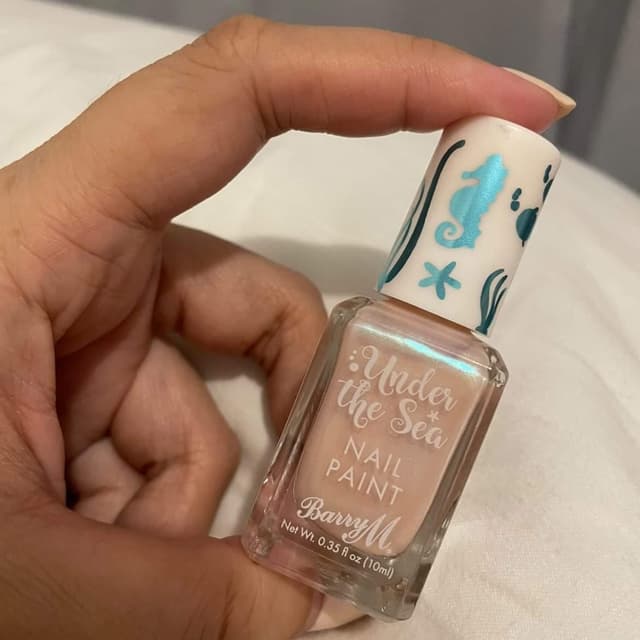 Under
the Sea
NAIL
PAINT
Barry M.
Net Wt. 0.35 fl oz (10ml)